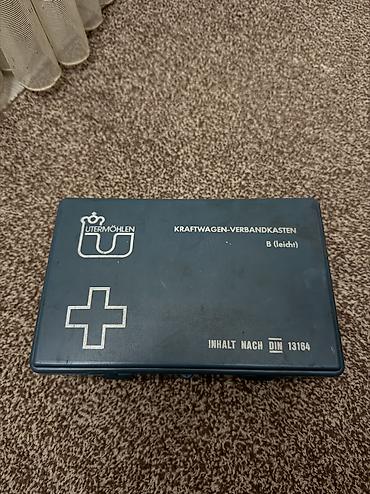 UTERMÖHLEN
KRAFTWAGEN-VERBANDKASTEN
B (leicht)
INHALT NACH DIN 13164